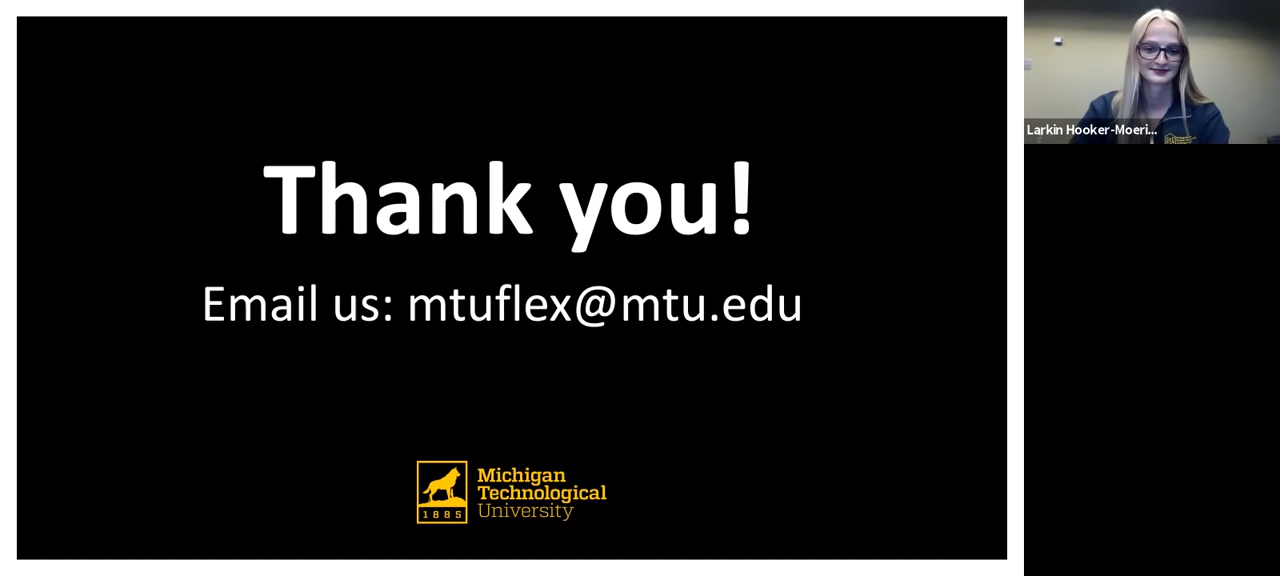 Thank you!
Email us: mtuflex@mtu.edu
1885
Michigan
Technological
University
Larkin Hooker-Moeri...